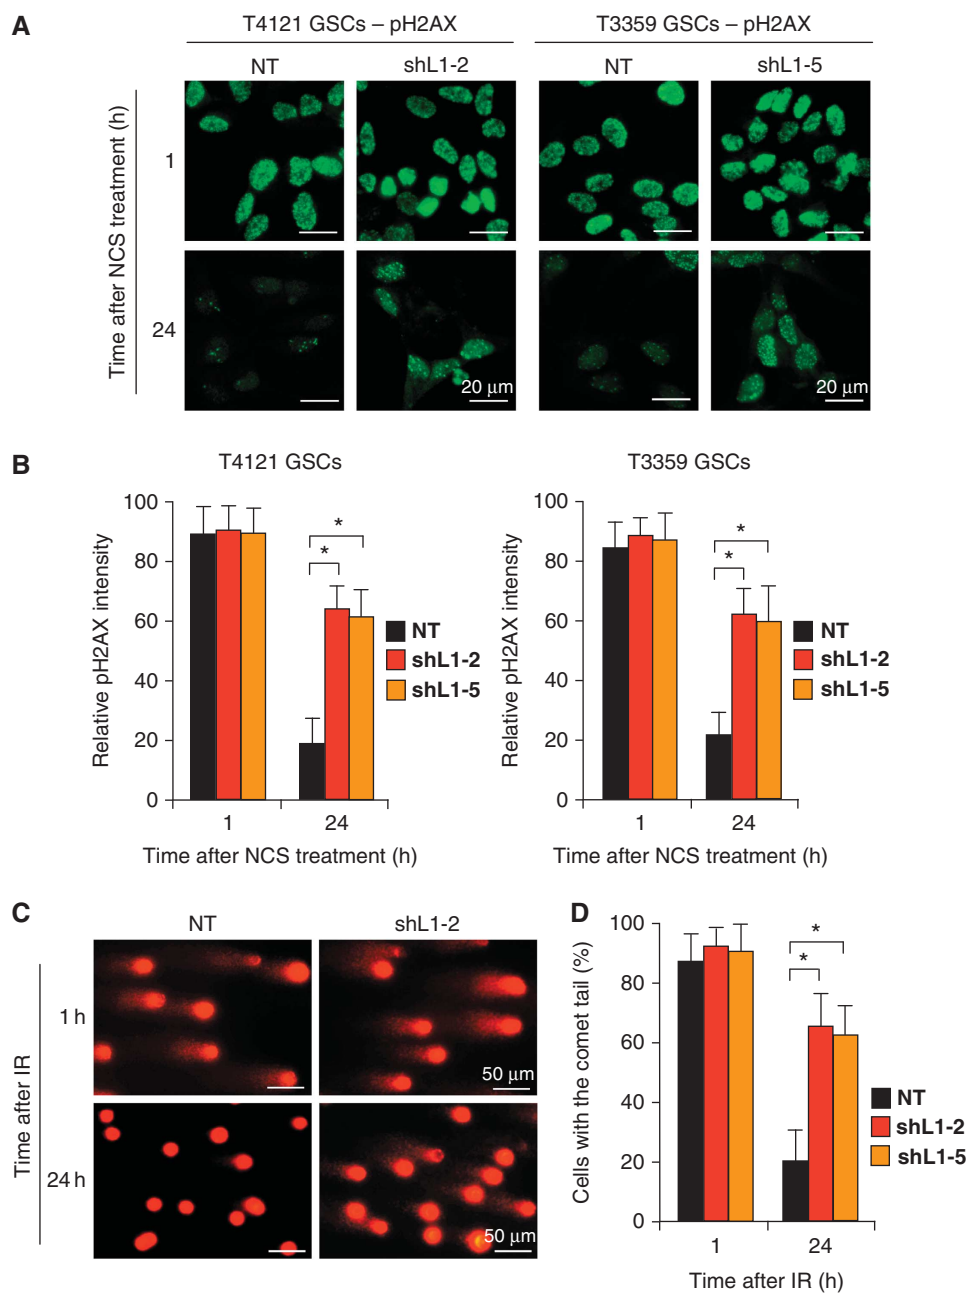 A
T4121 GSCs – pH2AX
T3359 GSCs – pH2AX
NT
shL1-2
NT
shL1-5
Time after NCS treatment (h)
1
24
20 μm
20 μm
B
T4121 GSCs
Relative pH2AX intensity
100
80
60
40
20
0
*
*
NT
shL1-2
shL1-5
1
24
Time after NCS treatment (h)
T3359 GSCs
Relative pH2AX intensity
100
80
60
40
20
0
*
*
NT
shL1-2
shL1-5
1
24
Time after NCS treatment (h)
C
NT
shL1-2
Time after IR
1 h
50 μm
24 h
50 μm
D
Cells with the comet tail (%)
100
80
60
40
20
0
*
*
NT
shL1-2
shL1-5
1
24
Time after IR (h)